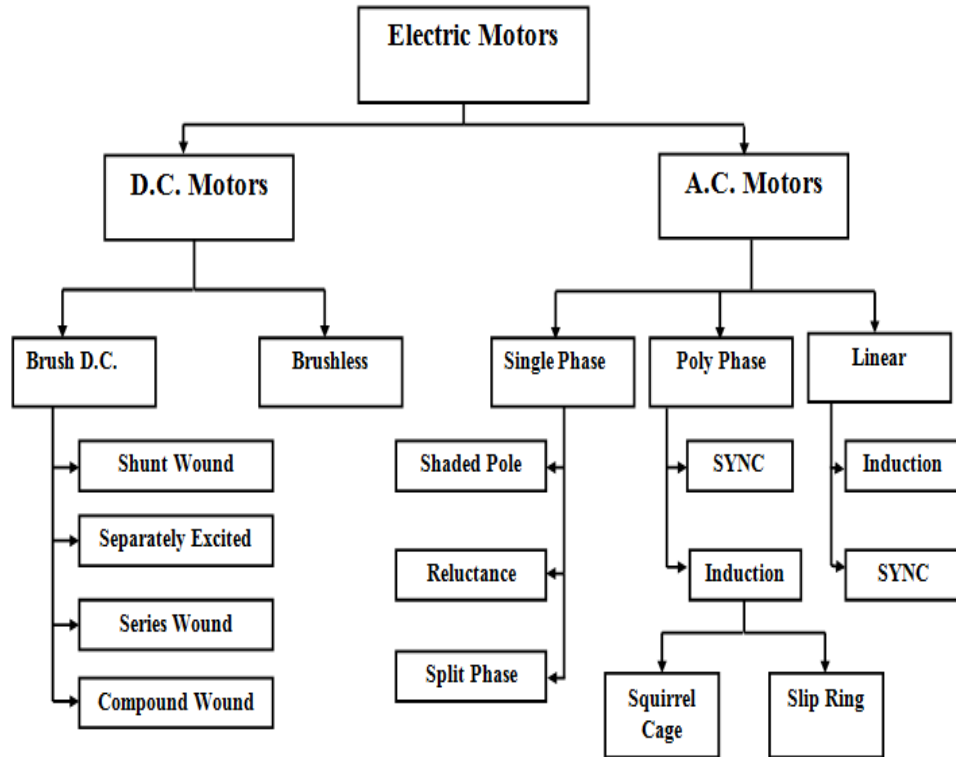 Electric Motors
D.C. Motors
A.C. Motors
Brush D.C.
Brushless
Single Phase
Poly Phase
Linear
Shunt Wound
Shaded Pole
SYNC
Induction
Separately Excited
Reluctance
Induction
SYNC
Series Wound
Split Phase
Compound Wound
Squirrel
Cage
Slip Ring